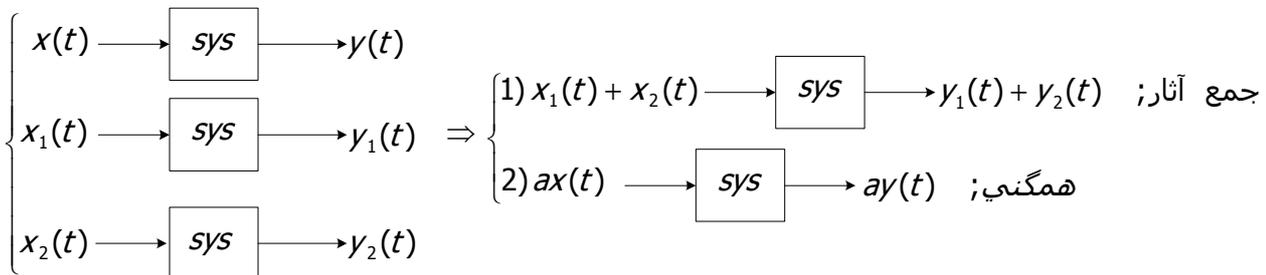 x(t) sys y(t)
x₁(t) sys y₁(t)
x₂(t) sys y₂(t)
⇒
1) x₁(t) + x₂(t) sys y₁(t) + y₂(t) ; جمع آثار
2) ax(t) sys ay(t) ; همگني